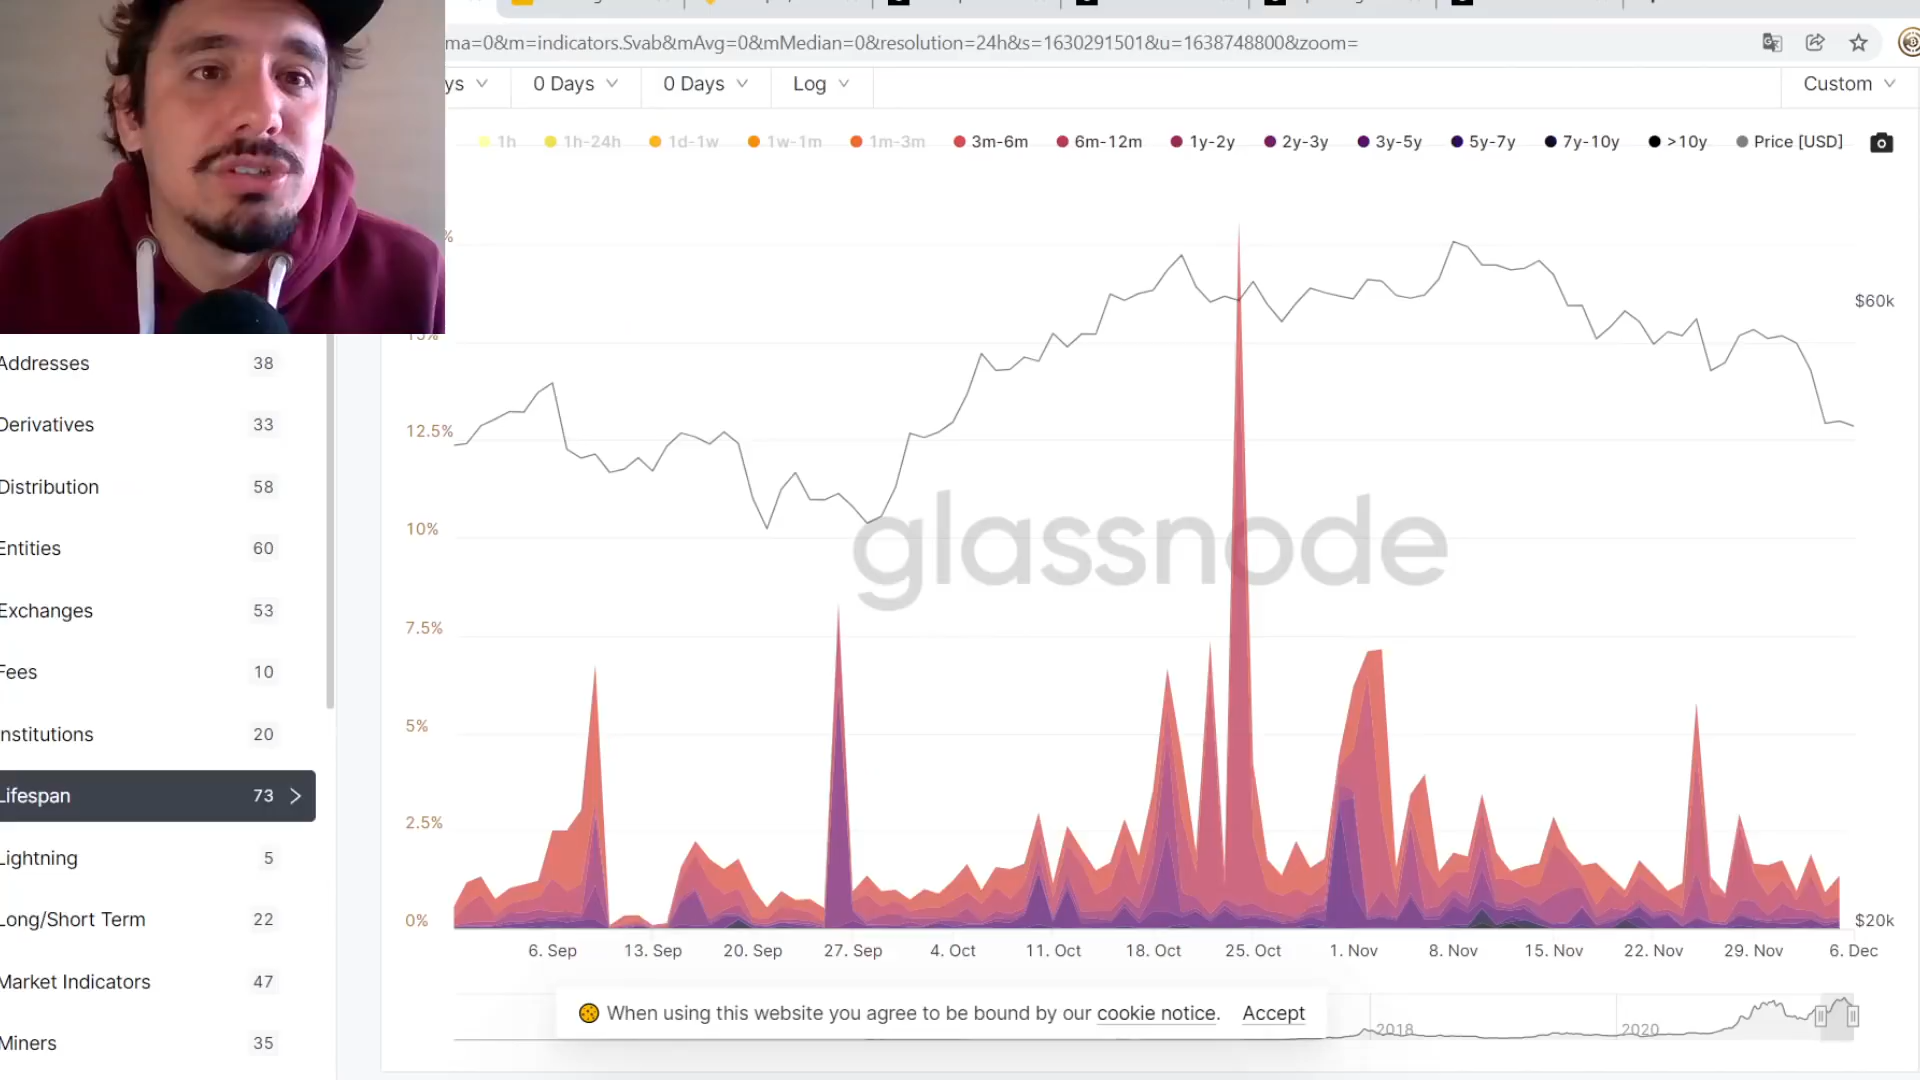 ma=0&m=indicators.Svab&mAvg=0&mMedian=0&resolution=24h&s=1630291501&u=1638748800&zoom=
ys 0 Days 0 Days Log Custom
1h 1h-24h 1d-1w 1w-1m 1m-3m 3m-6m 6m-12m 1y-2y 2y-3y 3y-5y 5y-7y 7y-10y >10y Price [USD]
%
$60k
15%
12.5%
10%
7.5%
5%
2.5%
0%
$20k
glassnode
6. Sep 13. Sep 20. Sep 27. Sep 4. Oct 11. Oct 18. Oct 25. Oct 1. Nov 8. Nov 15. Nov 22. Nov 29. Nov 6. Dec
Addresses 38
Derivatives 33
Distribution 58
Entities 60
Exchanges 53
Fees 10
Institutions 20
Lifespan 73
Lightning 5
Long/Short Term 22
Market Indicators 47
Miners 35
When using this website you agree to be bound by our cookie notice. Accept
2018 2020